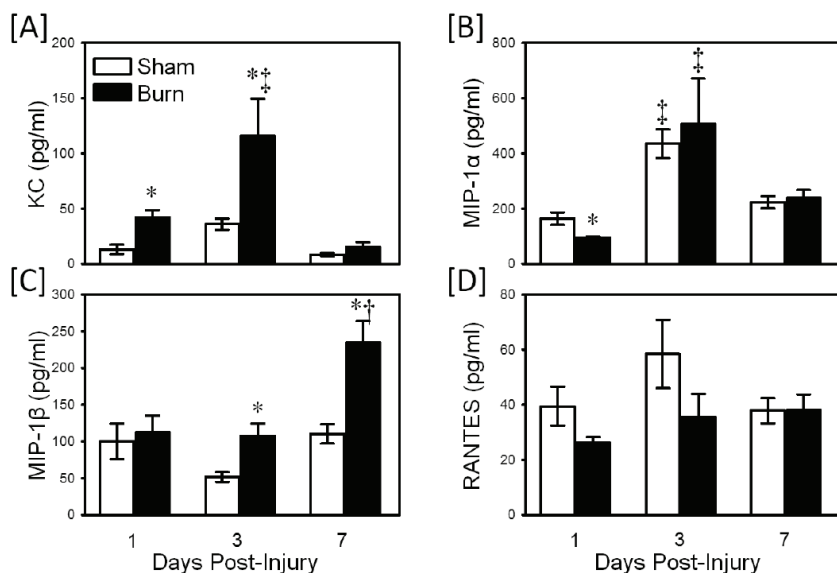 [A]
200
150
100
50
0
KC (pg/ml)
Sham
Burn
*
*‡
[B]
800
600
400
200
0
MIP-1α (pg/ml)
*
‡
‡
[C]
300
250
200
150
100
50
0
MIP-1β (pg/ml)
*
*†
1 3 7
Days Post-Injury
[D]
80
60
40
20
0
RANTES (pg/ml)
1 3 7
Days Post-Injury